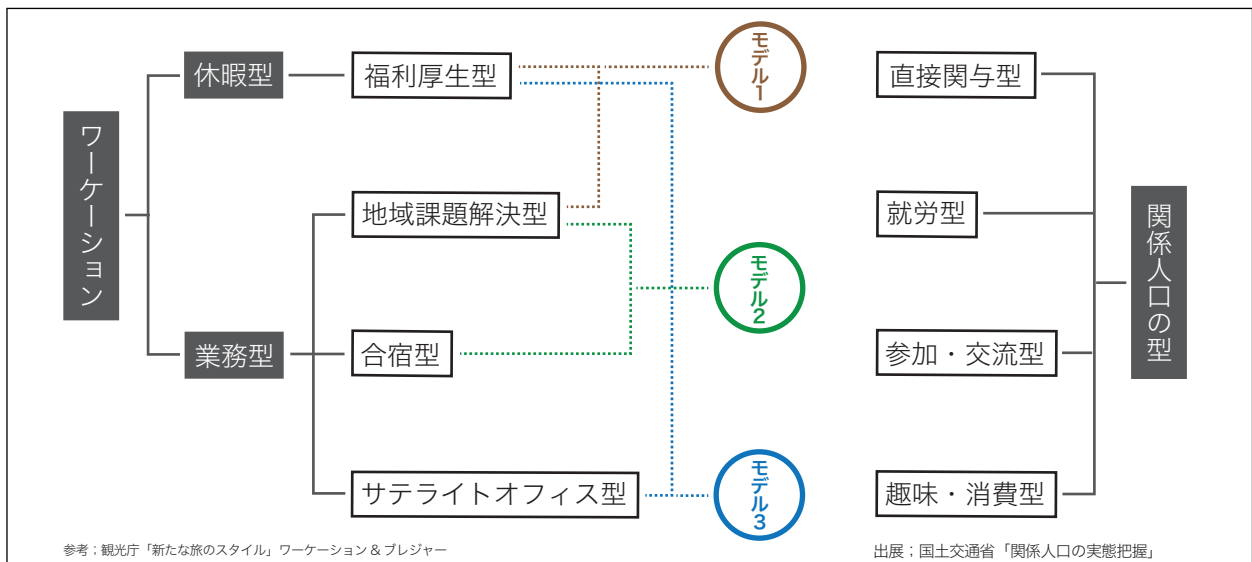 ワーケーション
休暇型
福利厚生型
業務型
地域課題解決型
合宿型
サテライトオフィス型
モデル1
モデル2
モデル3
直接関与型
就労型
参加・交流型
趣味・消費型
関係人口の型
参考；観光庁「新たな旅のスタイル」ワーケーション & ブレジャー
出展；国土交通省「関係人口の実態把握」